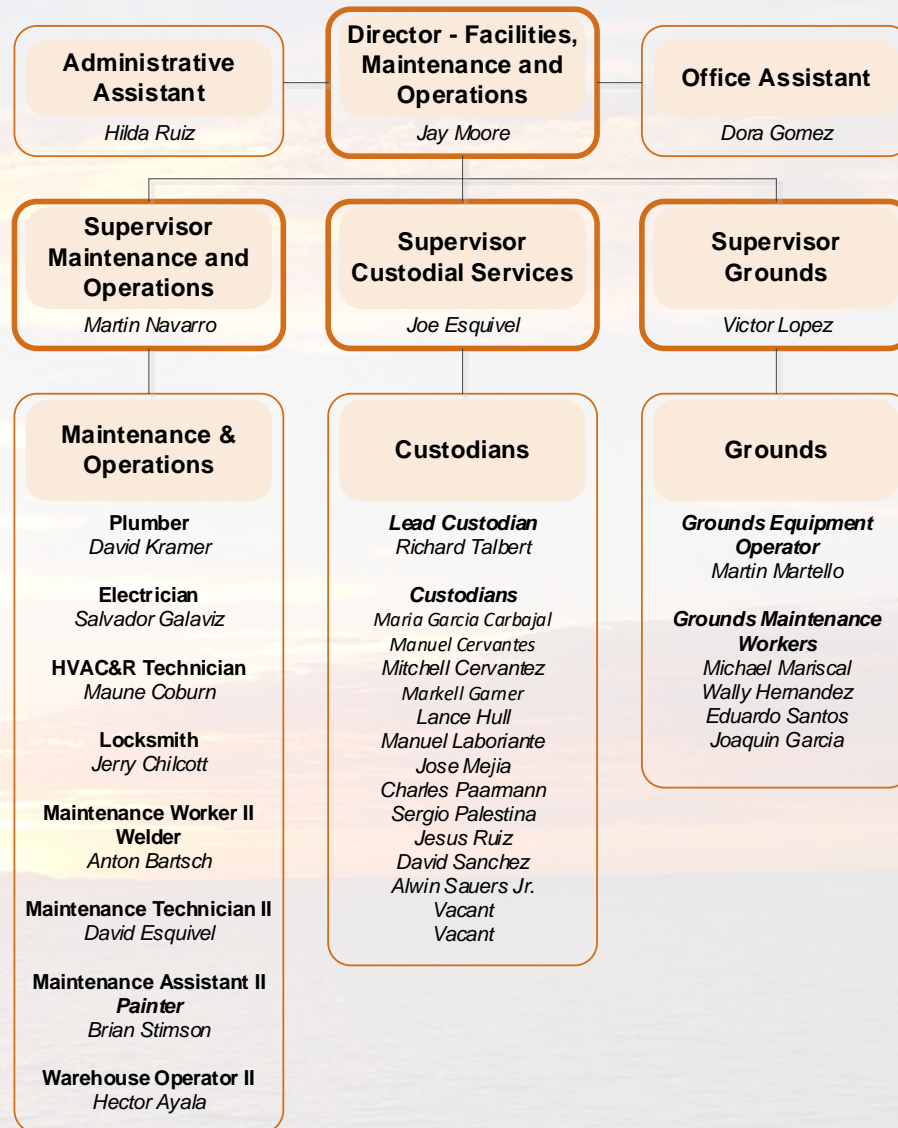 Administrative
Assistant
Hilda Ruiz
Director - Facilities,
Maintenance and
Operations
Jay Moore
Office Assistant
Dora Gomez
Supervisor
Maintenance and
Operations
Martin Navarro
Supervisor
Custodial Services
Joe Esquivel
Supervisor
Grounds
Victor Lopez
Maintenance &
Operations
Plumber
David Kramer
Electrician
Salvador Galaviz
HVAC&R Technician
Maune Coburn
Locksmith
Jerry Chilcott
Maintenance Worker II
Welder
Anton Bartsch
Maintenance Technician II
David Esquivel
Maintenance Assistant II
Painter
Brian Stimson
Warehouse Operator II
Hector Ayala
Custodians
Lead Custodian
Richard Talbert
Custodians
Maria Garcia Carbajal
Manuel Cervantes
Mitchell Cervantez
Markell Garner
Lance Hull
Manuel Laboriante
Jose Mejia
Charles Paarmann
Sergio Palestina
Jesus Ruiz
David Sanchez
Alwin Sauers Jr.
Vacant
Vacant
Grounds
Grounds Equipment
Operator
Martin Martello
Grounds Maintenance
Workers
Michael Mariscal
Wally Hernandez
Eduardo Santos
Joaquin Garcia